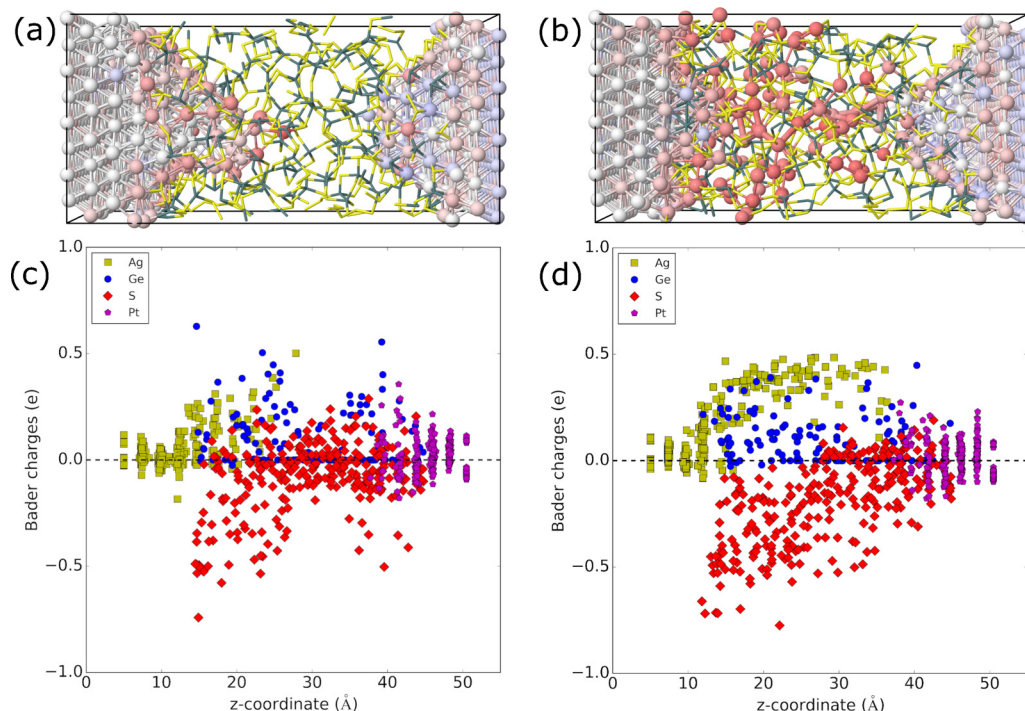 (a)
(b)
(c)
1.0
0.5
0.0
−0.5
−1.0
Bader charges (e)
Ag
Ge
S
Pt
0
10
20
30
40
50
z-coordinate (Å)
(d)
1.0
0.5
0.0
−0.5
−1.0
Bader charges (e)
Ag
Ge
S
Pt
0
10
20
30
40
50
z-coordinate (Å)